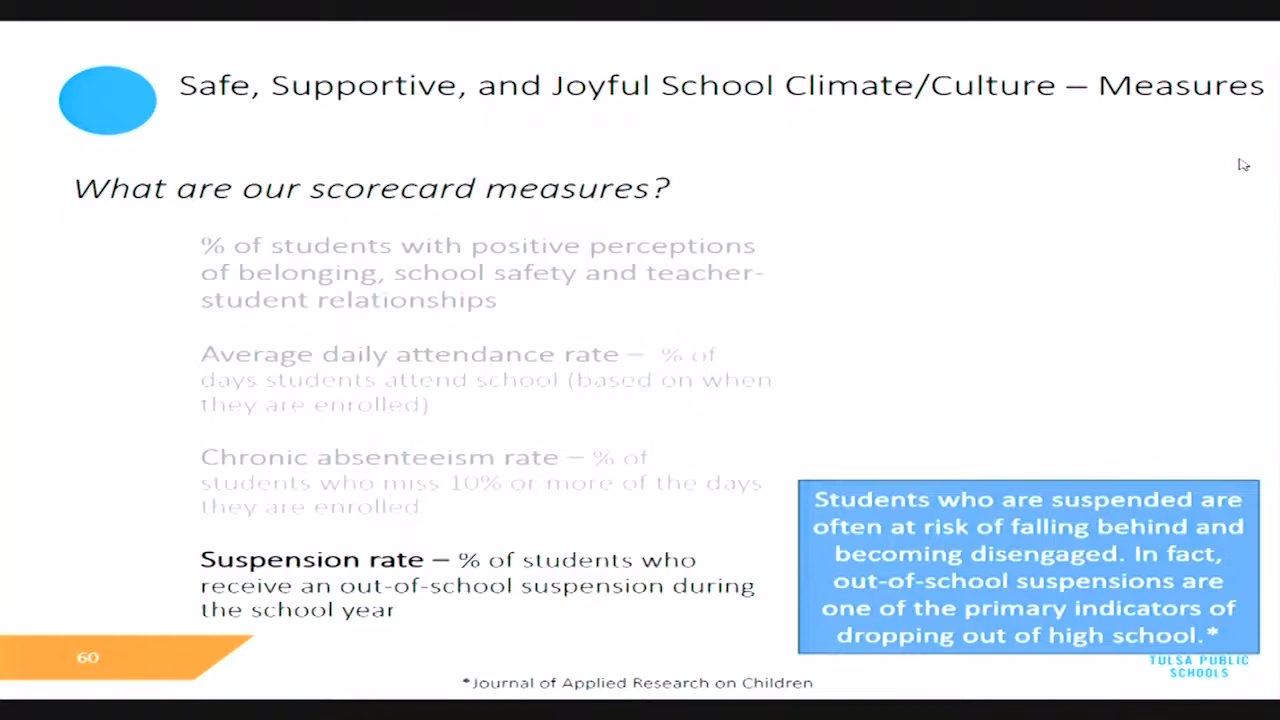 Safe, Supportive, and Joyful School Climate/Culture – Measures
What are our scorecard measures?
% of students with positive perceptions
of belonging, school safety and teacher-
student relationships
Average daily attendance rate – % of
days students attend school (based on when
they are enrolled)
Chronic absenteeism rate – % of
students who miss 10% or more of the days
they are enrolled
Suspension rate – % of students who
receive an out-of-school suspension during
the school year
Students who are suspended are
often at risk of falling behind and
becoming disengaged. In fact,
out-of-school suspensions are
one of the primary indicators of
dropping out of high school.*
60
TULSA PUBLIC
SCHOOLS
*Journal of Applied Research on Children